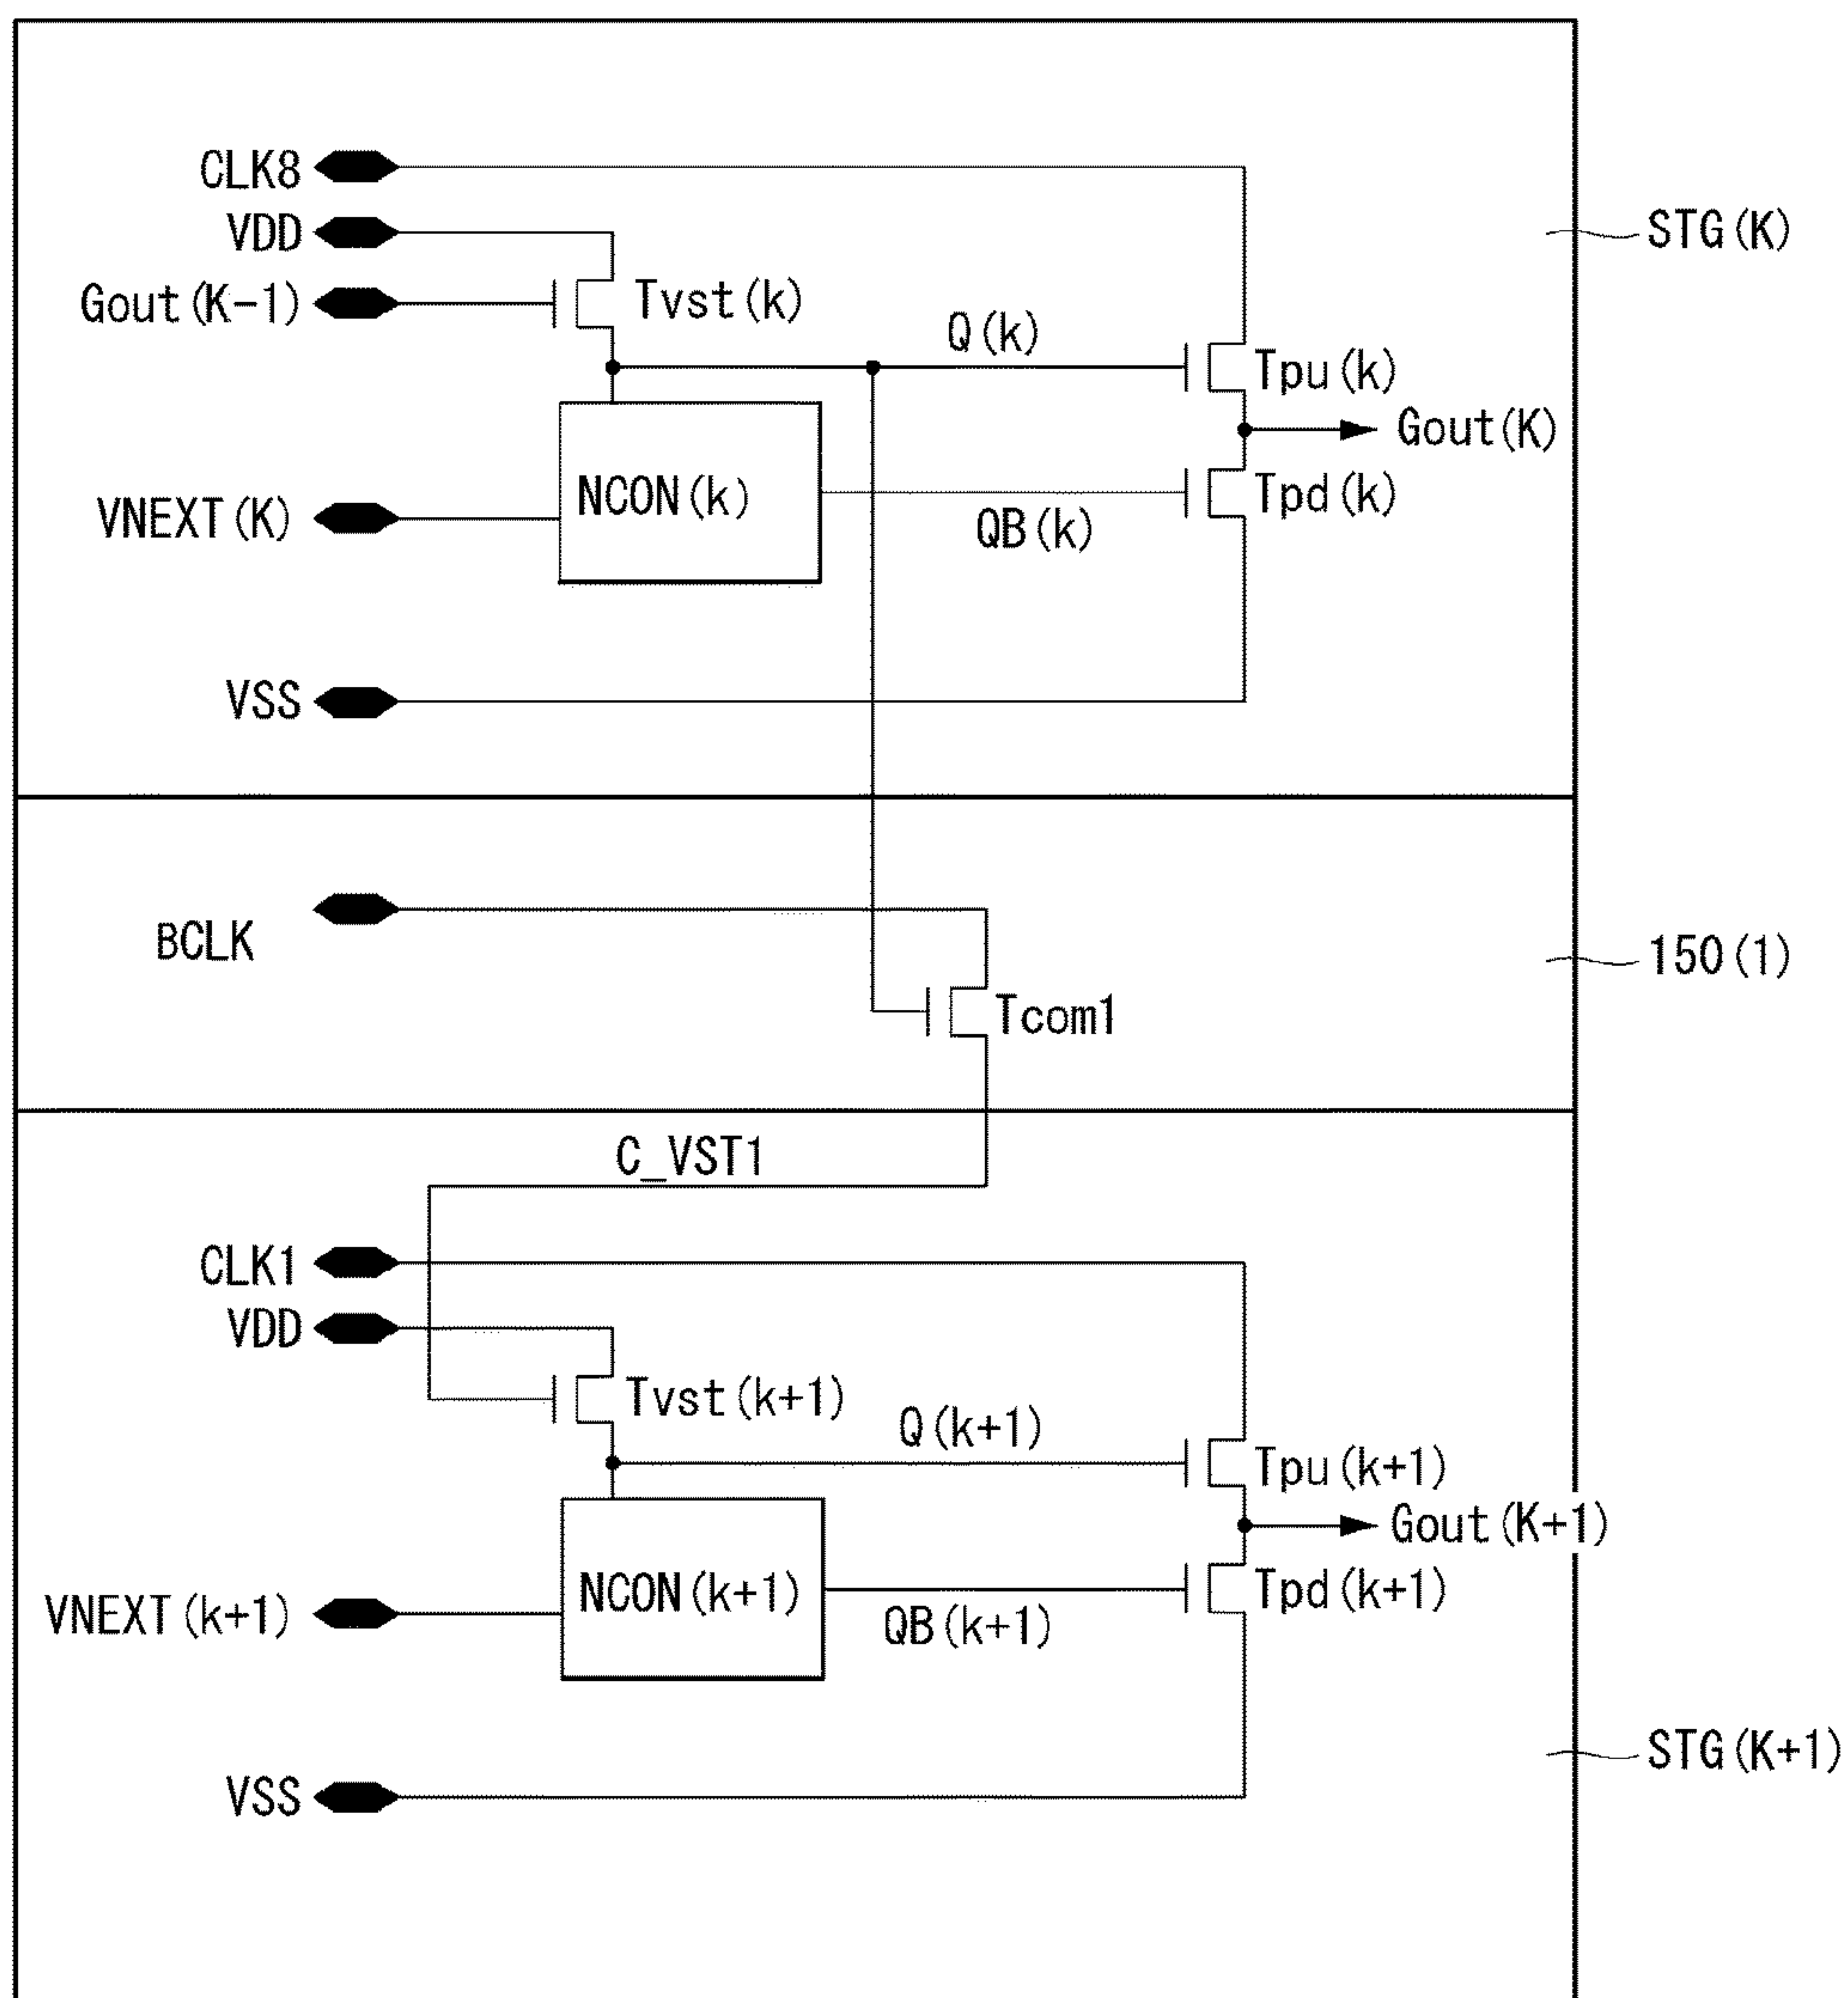 CLK8
VDD
STG(K)
Gout(K-1)
Tvst(k)
Q(k)
Tpu(k)
Gout(K)
NCON(k)
Tpd(k)
VNEXT(K)
QB(k)
VSS
BCLK
150(1)
Tcom1
C_VST1
CLK1
VDD
Tvst(k+1)
Q(k+1)
Tpu(k+1)
Gout(K+1)
NCON(k+1)
Tpd(k+1)
VNEXT(k+1)
QB(k+1)
STG(K+1)
VSS